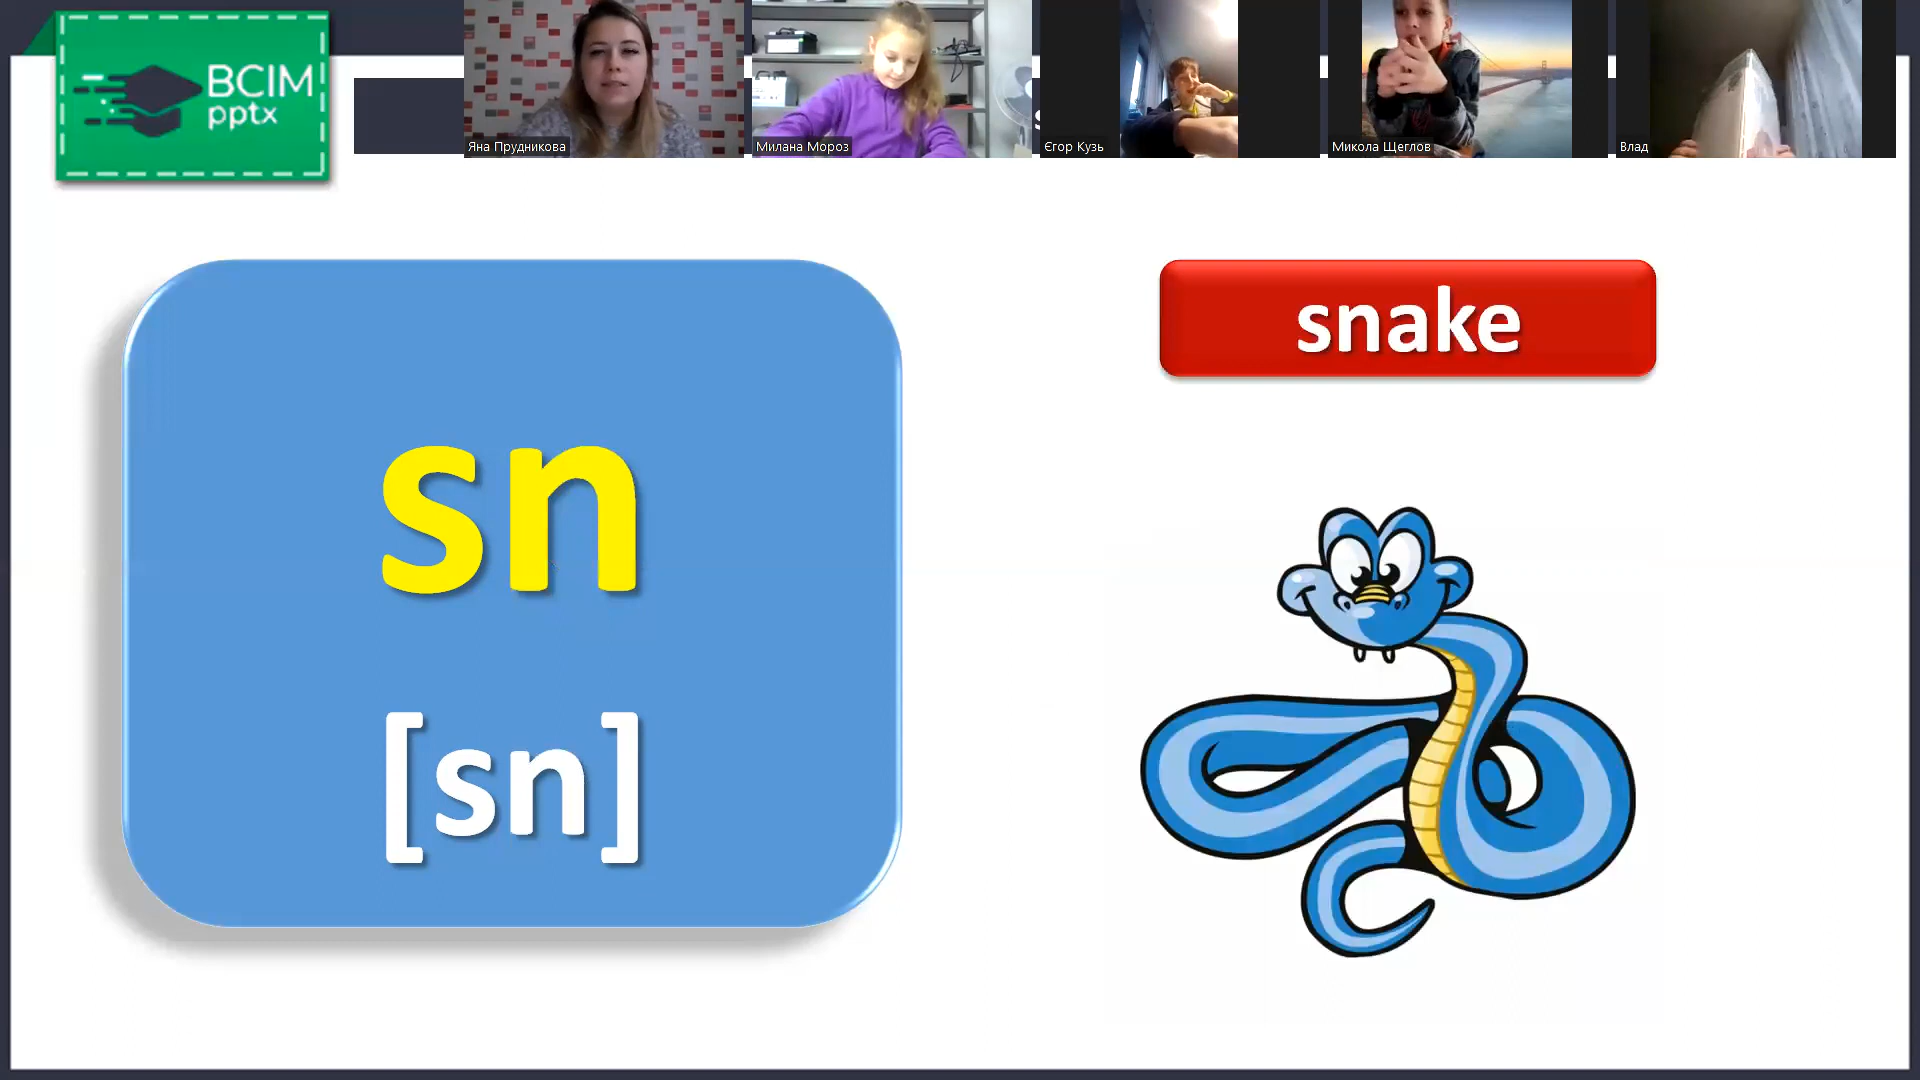 ВСІМ
pptx
Яна Прудникова
Милана Мороз
Єгор Кузь
Микола Щеглов
Влад
snake
sn
[sn]